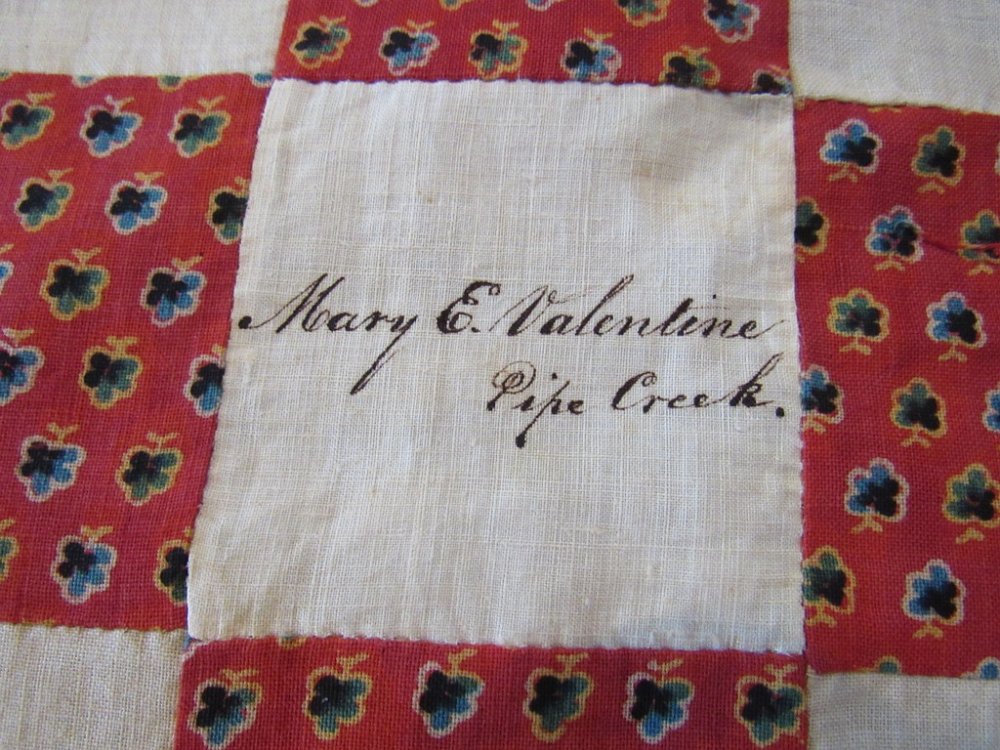 Mary E. Valentine
Pipe Creek.